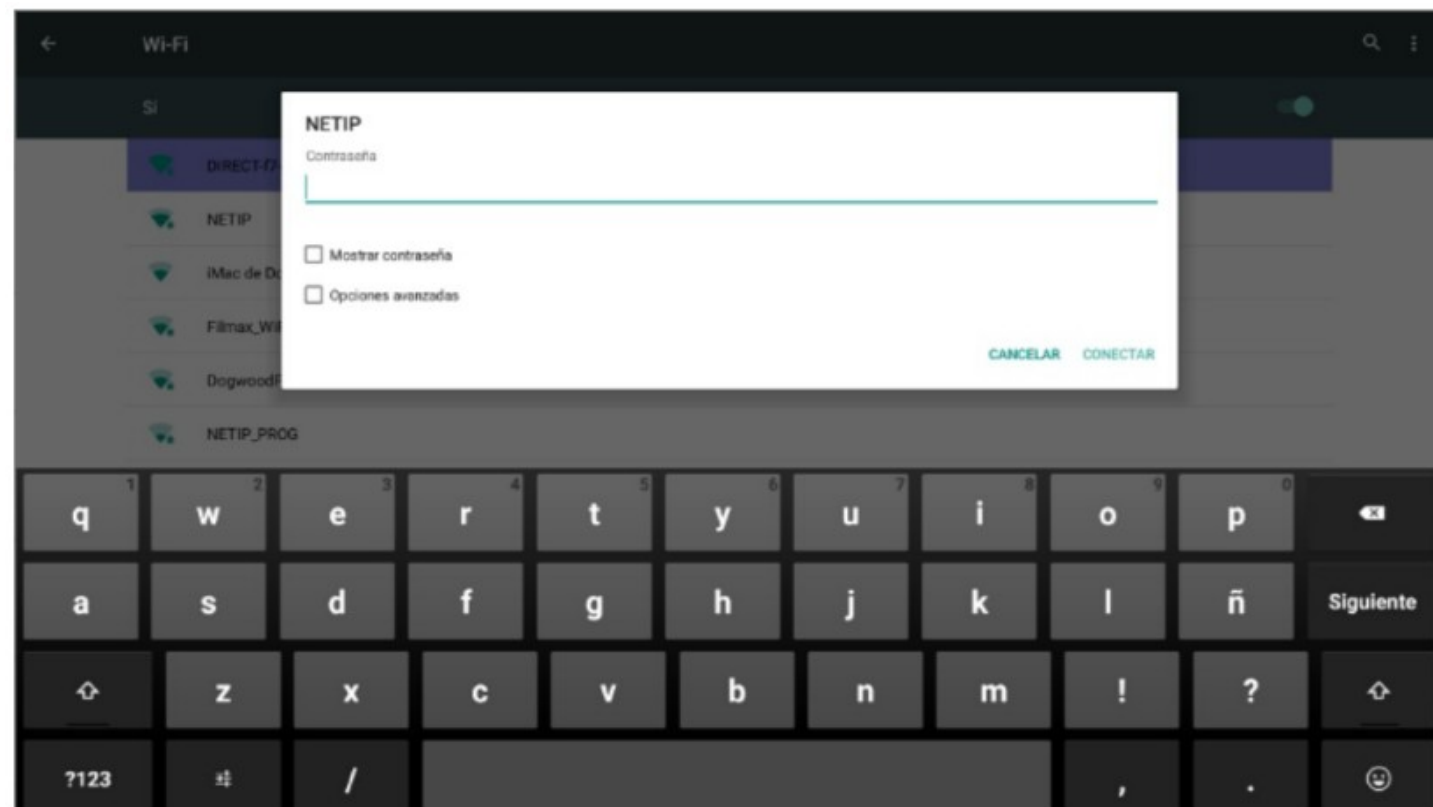 Wi-Fi
Sí
NETIP
Contraseña
DIRECT-f7-
NETIP
Mostrar contraseña
iMac de Do
Opciones avanzadas
Filmax_Wi
CANCELAR CONECTAR
Dogwood
NETIP_PROG
1 2 3 4 5 6 7 8 9 0
q w e r t y u i o p
a s d f g h j k l ñ Siguiente
z x c v b n m ! ?
?123 / , .